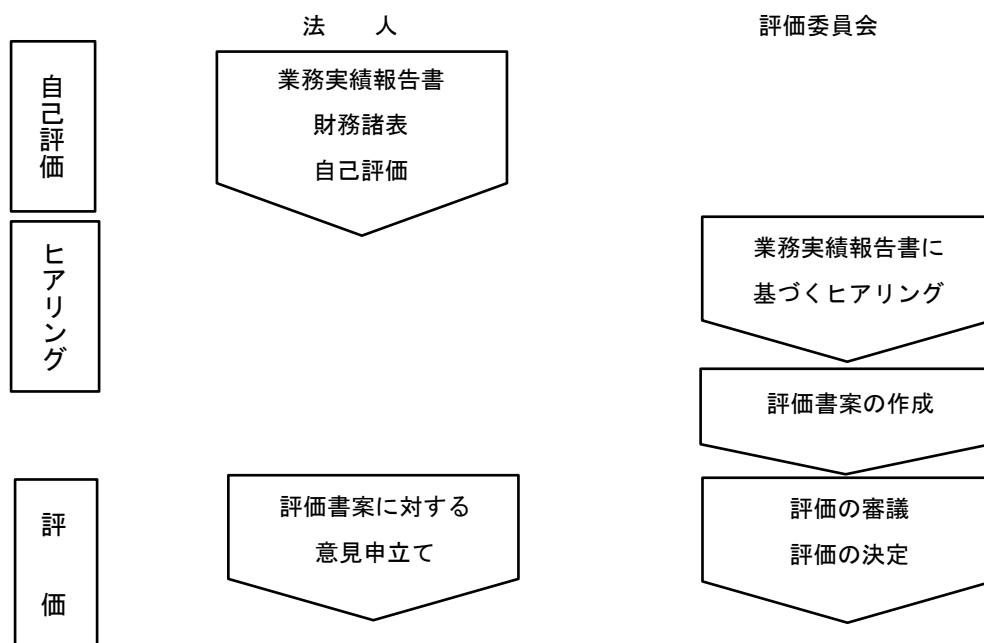 法　　人
評価委員会
自己評価
業務実績報告書
財務諸表
自己評価
ヒアリング
業務実績報告書に
基づくヒアリング
評価書案の作成
評　価
評価書案に対する
意見申立て
評価の審議
評価の決定